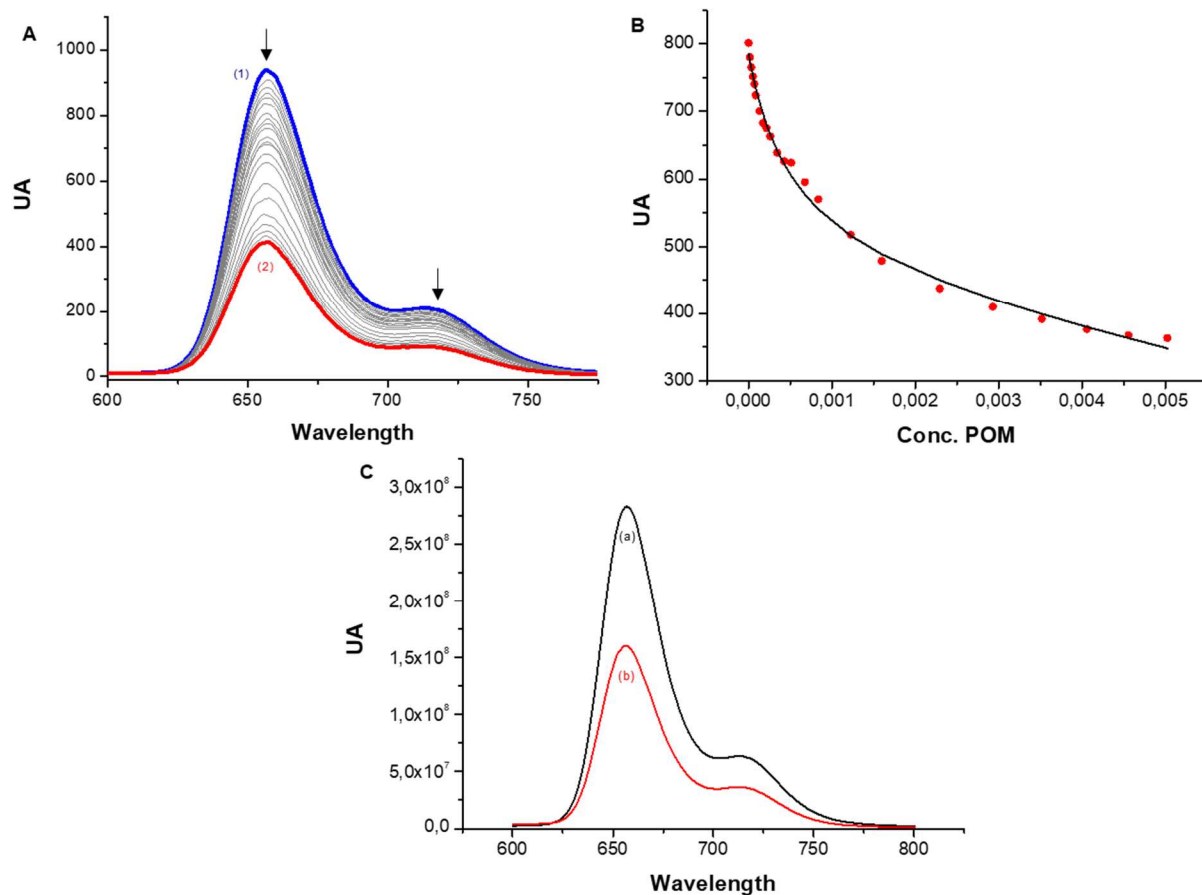 A
1000
800
600
400
200
0
UA
(1)
(2)
600
650
700
750
Wavelength
B
800
700
600
500
400
300
UA
0,000
0,001
0,002
0,003
0,004
0,005
Conc. POM
C
3,0x10⁸
2,5x10⁸
2,0x10⁸
1,5x10⁸
1,0x10⁸
5,0x10⁷
0,0
UA
(a)
(b)
600
650
700
750
800
Wavelength